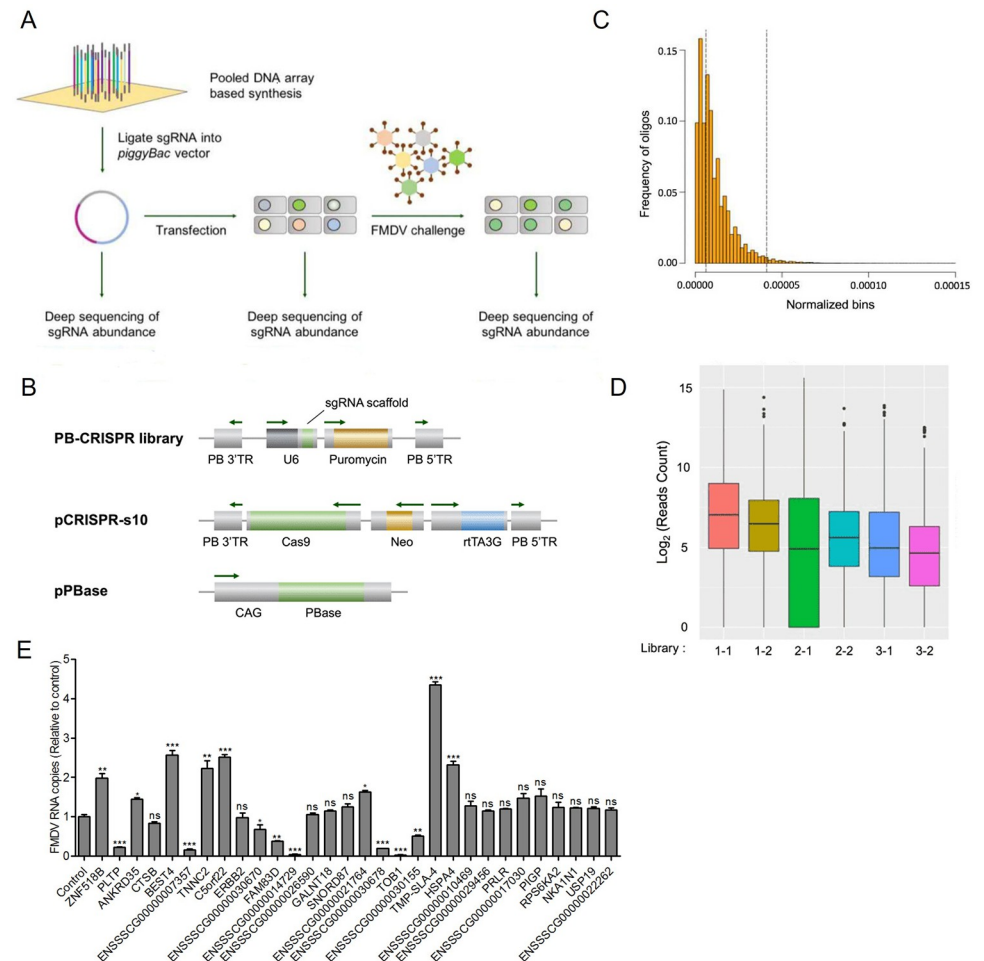 A
Pooled DNA array
based synthesis
Ligate sgRNA into
piggyBac vector
Transfection
FMDV challenge
Deep sequencing of
sgRNA abundance
Deep sequencing of
sgRNA abundance
Deep sequencing of
sgRNA abundance
B
sgRNA scaffold
PB-CRISPR library
PB 3'TR
U6
Puromycin
PB 5'TR
pCRISPR-s10
PB 3'TR
Cas9
Neo
rtTA3G
PB 5'TR
pPBase
CAG
PBase
C
Frequency of oligos
0.15
0.10
0.05
0.00
0.00000
0.00005
0.00010
0.00015
Normalized bins
D
Log2 (Reads Count)
15
10
5
0
Library :
1-1
1-2
2-1
2-2
3-1
3-2
E
FMDV RNA copies (Relative to control)
5
4
3
2
1
0
**
***
*
ns
***
***
**
***
ns
*
**
***
ns
ns
ns
*
***
***
**
***
***
ns
ns
ns
ns
ns
ns
ns
ns
ns
Control
ZNF518B
PLTP
ANKRD35
CTSB
BEST4
ENSSSCG00000007357
TNNC2
C5orf22
ERBB2
ENSSSCG00000030670
FAM83D
ENSSSCG00000014729
ENSSSCG00000026590
GALNT18
SNORD87
ENSSSCG00000021764
ENSSSCG00000030678
TOB1
ENSSSCG00000030155
TMP-SLA-4
HSPA4
ENSSSCG00000010469
ENSSSCG00000029456
PRLR
ENSSSCG00000017030
PIGP
RPS6KA2
NKA1N1
USP19
ENSSSCG00000022262